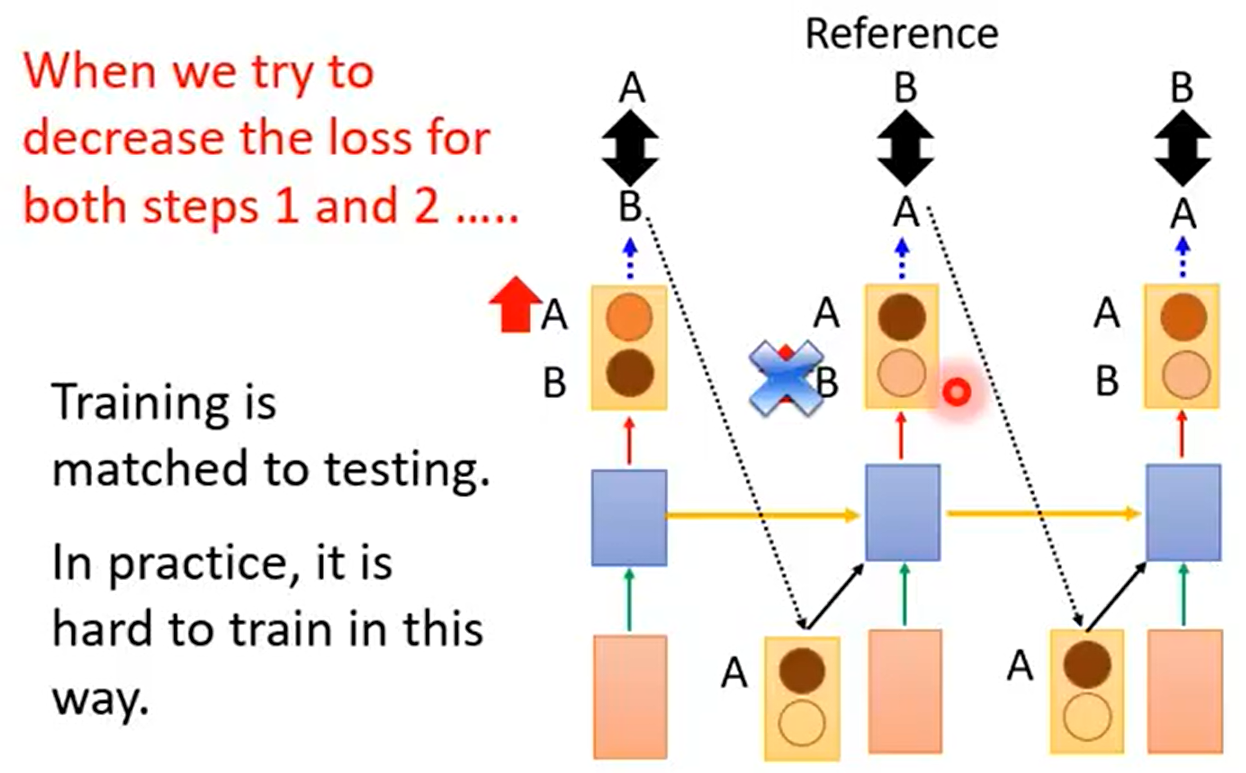 When we try to
decrease the loss for
both steps 1 and 2 .....
Training is
matched to testing.
In practice, it is
hard to train in this
way.
Reference
A B B
B A A
A A A
B B B
A A